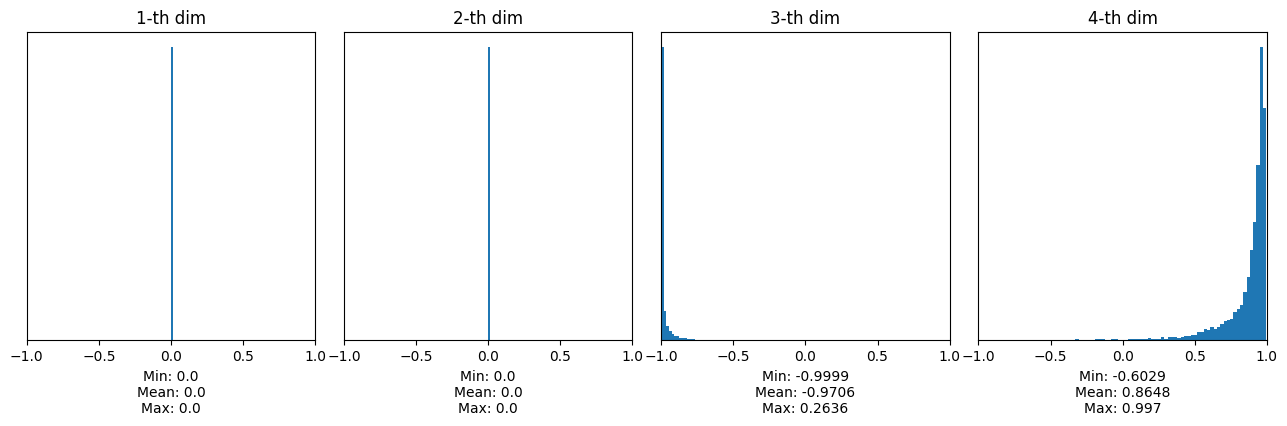 1-th dim
2-th dim
3-th dim
4-th dim
−1.0 −0.5 0.0 0.5 1.0
−1.0 −0.5 0.0 0.5 1.0
−1.0 −0.5 0.0 0.5 1.0
−1.0 −0.5 0.0 0.5 1.0
Min: 0.0
Mean: 0.0
Max: 0.0
Min: 0.0
Mean: 0.0
Max: 0.0
Min: -0.9999
Mean: -0.9706
Max: 0.2636
Min: -0.6029
Mean: 0.8648
Max: 0.997